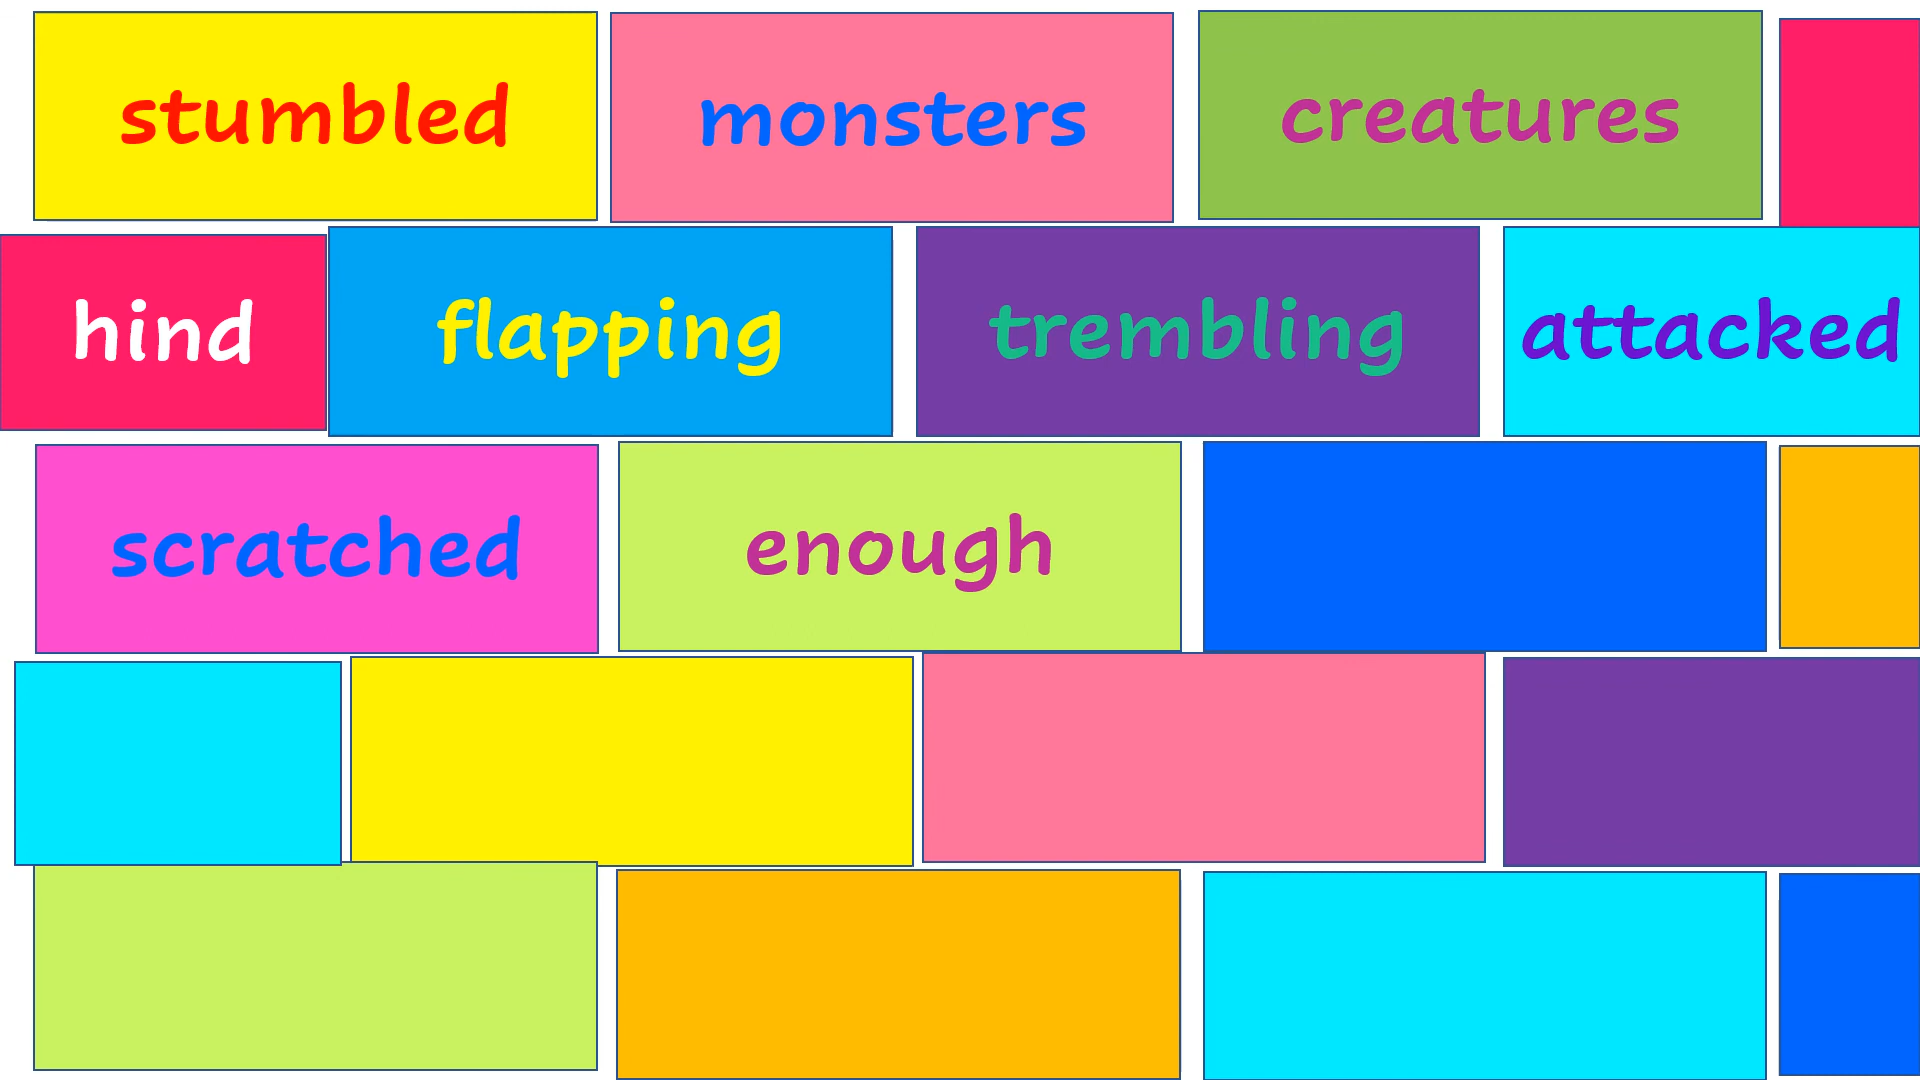 stumbled monsters creatures
hind flapping trembling attacked
scratched enough